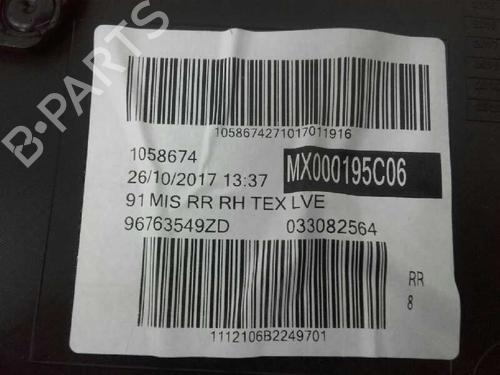 B-PARTS
1058674271017011916
1058674
26/10/2017 13:37
MX000195C06
91 MIS RR RH TEX LVE
96763549ZD 033082564
RR
8
1112106B2249701